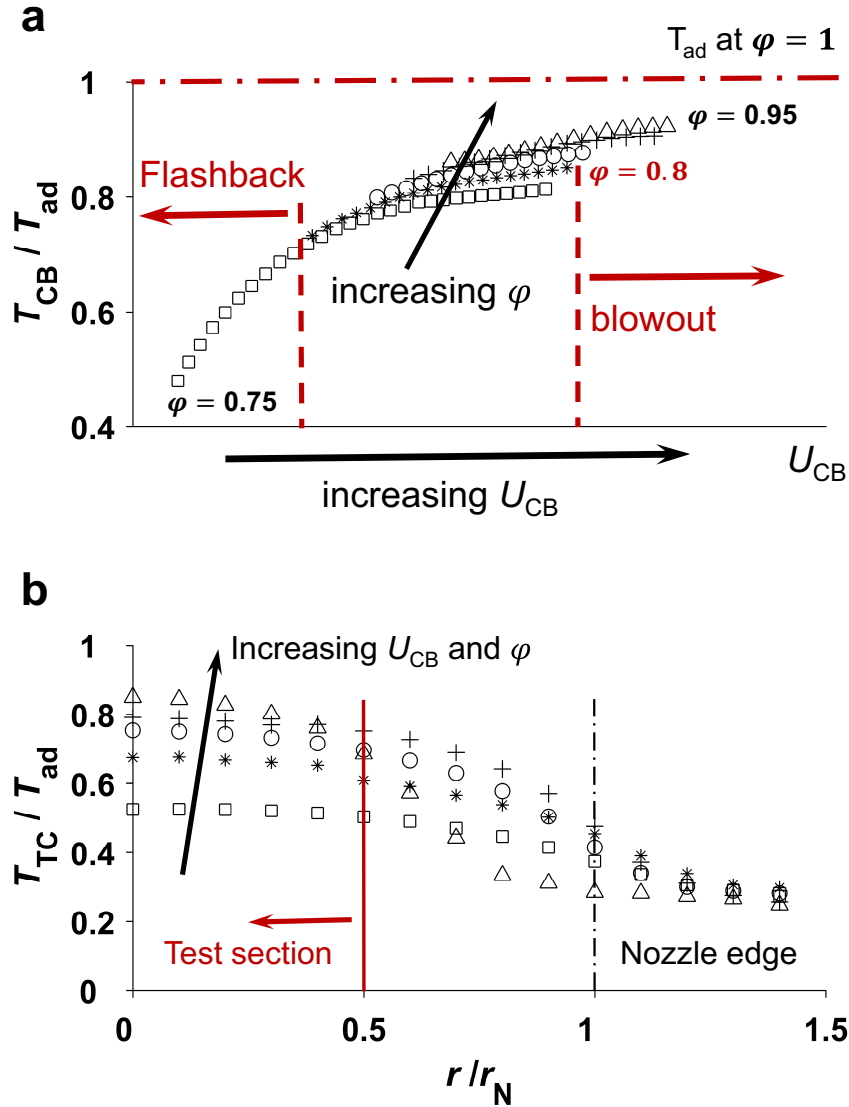 a
T_ad at φ = 1
1
φ = 0.95
Flashback
0.8
φ = 0.8
T_CB / T_ad
increasing φ
blowout
0.6
φ = 0.75
0.4
U_CB
increasing U_CB
b
1
Increasing U_CB and φ
0.8
0.6
T_TC / T_ad
0.4
0.2
Test section
Nozzle edge
0
0
0.5
1
1.5
r /r_N